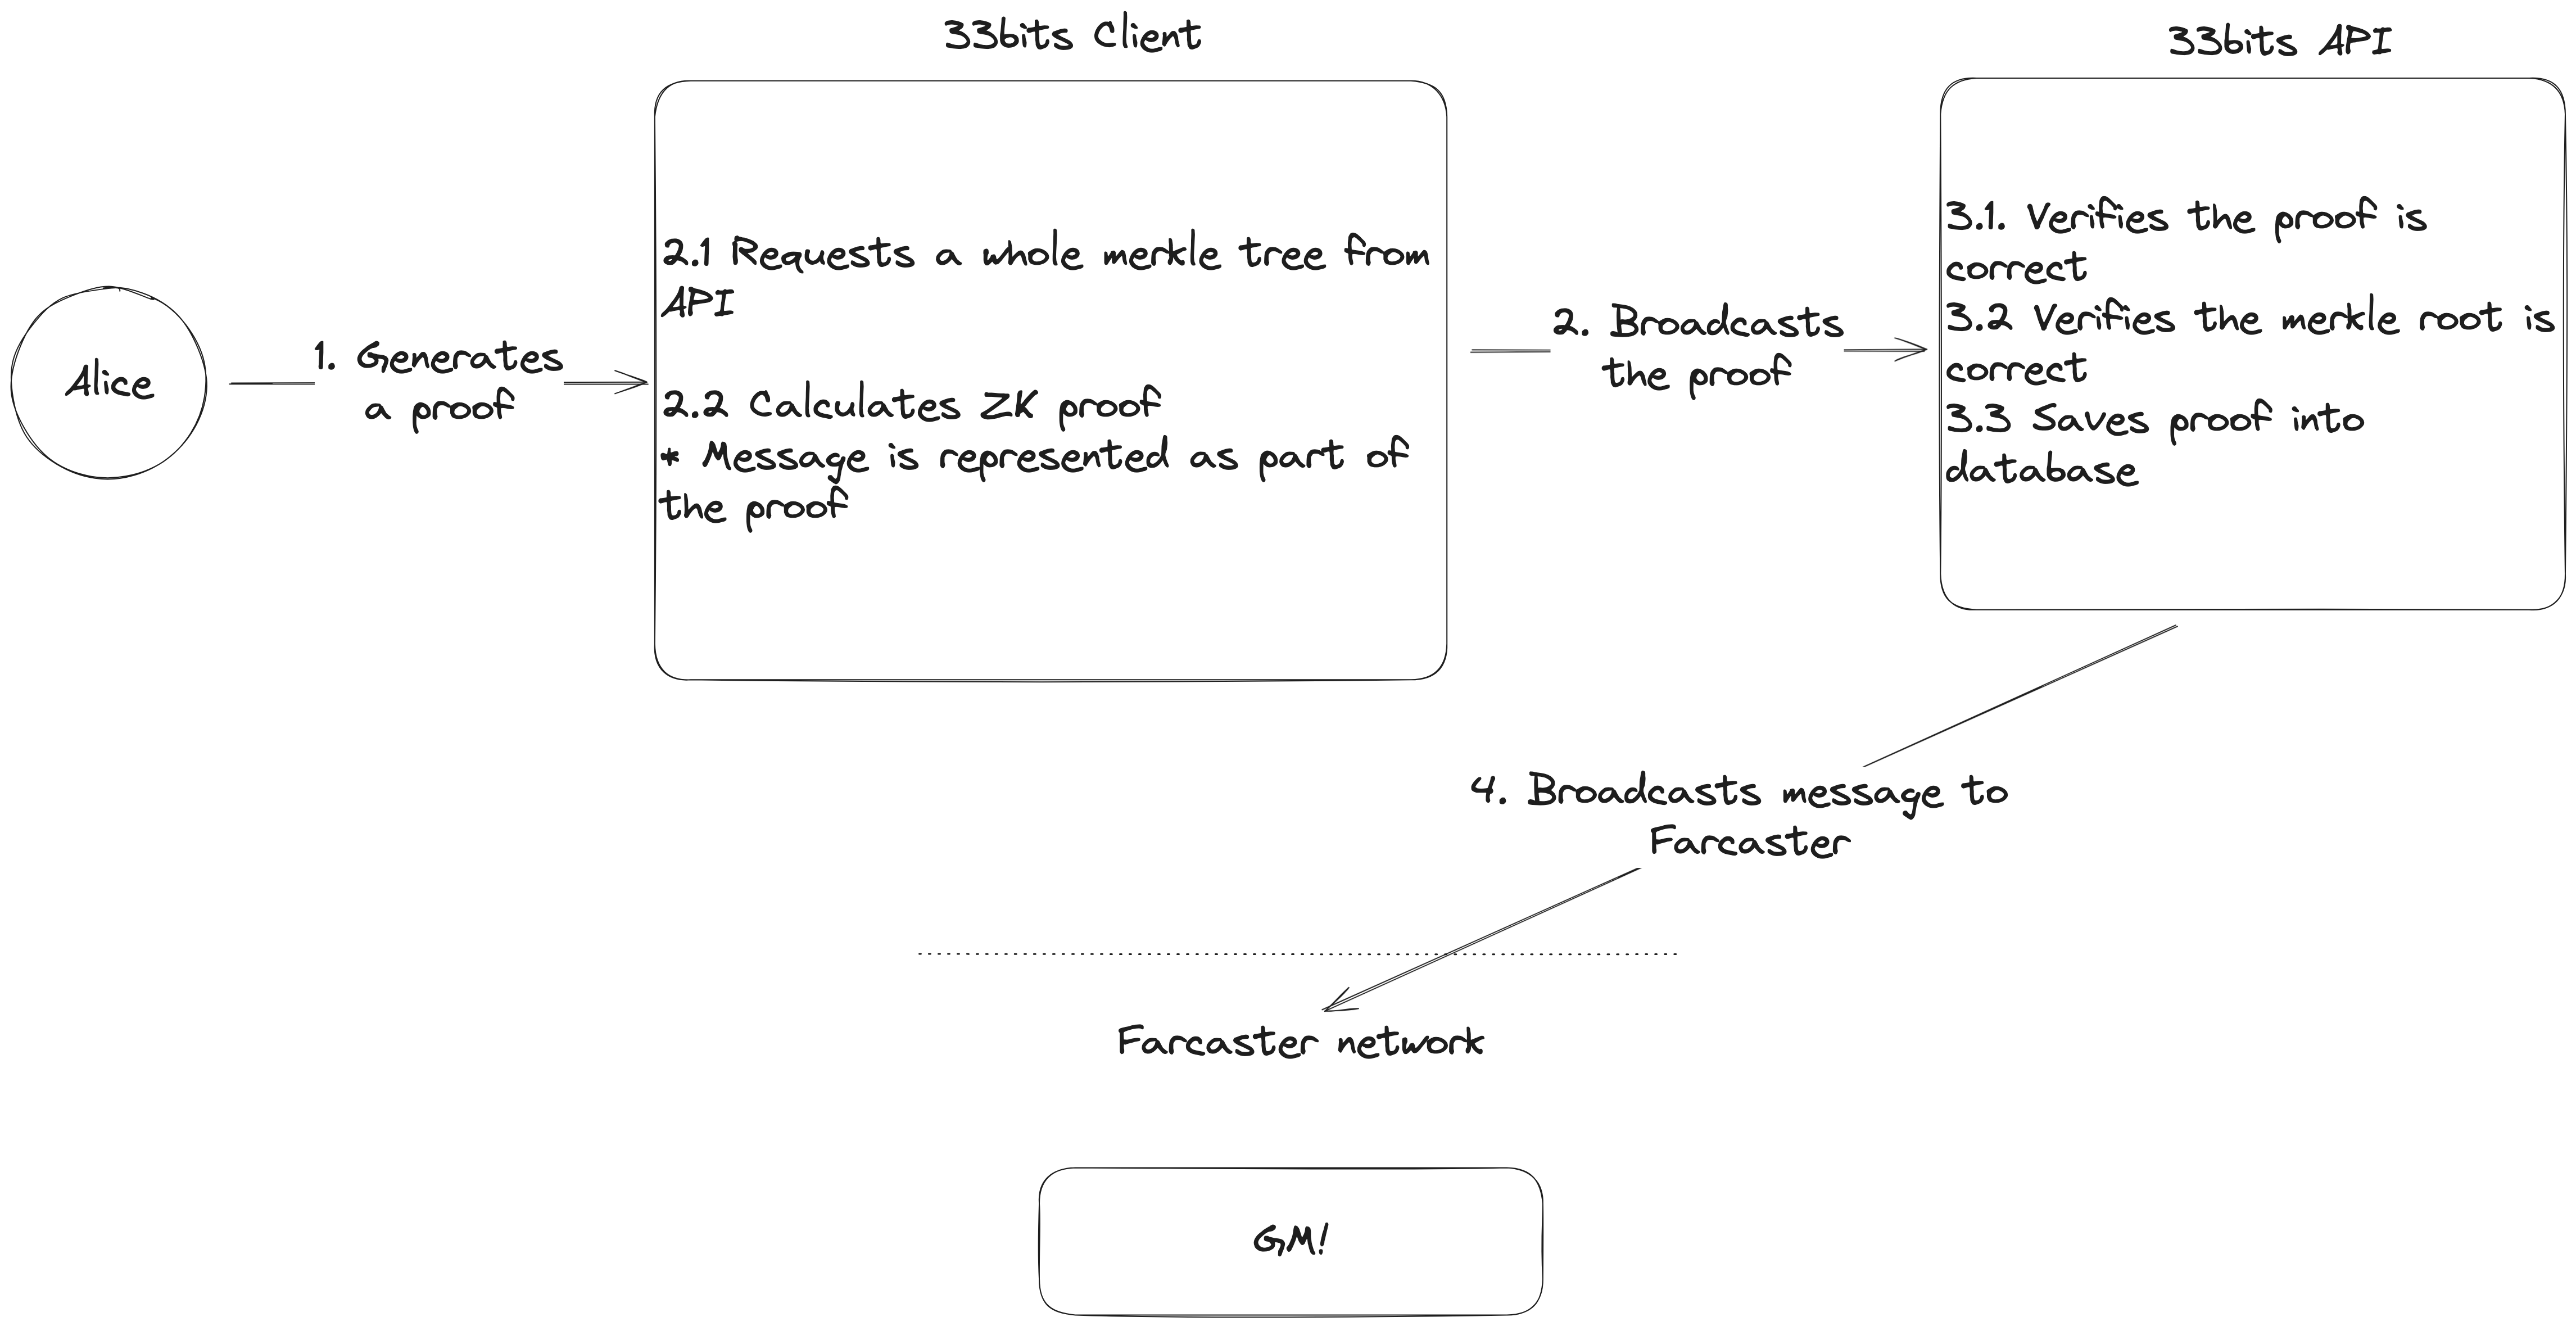 33bits Client
33bits API
Alice
1. Generates
a proof
2.1 Requests a whole merkle tree from
API
2.2 Calculates ZK proof
* Message is represented as part of
the proof
2. Broadcasts
the proof
3.1. Verifies the proof is
correct
3.2 Verifies the merkle root is
correct
3.3 Saves proof into
database
4. Broadcasts message to
Farcaster
Farcaster network
GM!